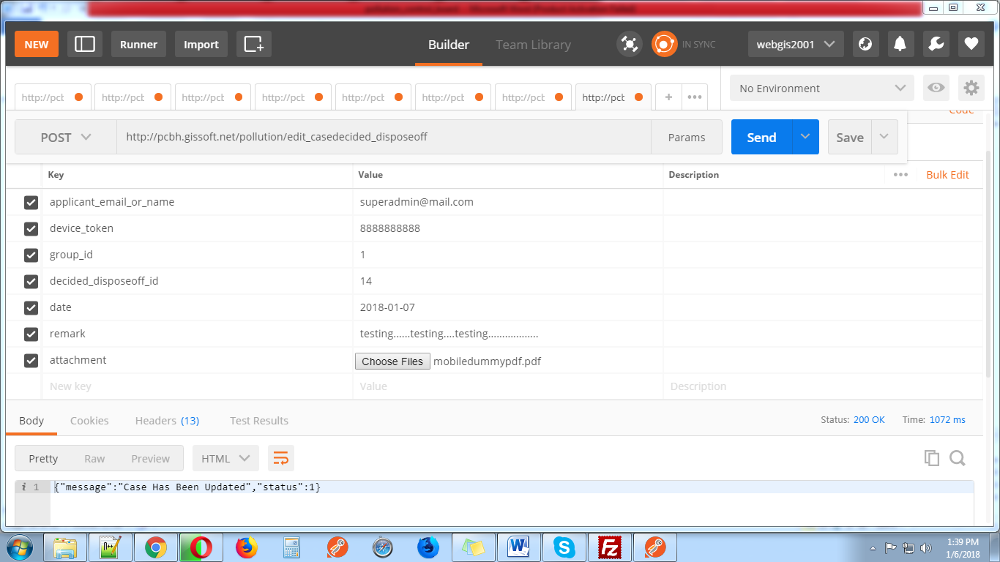 NEW
Runner
Import
Builder
Team Library
IN SYNC
webgis2001
http://pcb
http://pcb
http://pcb
http://pcb
http://pcb
http://pcb
http://pcb
http://pcb
No Environment
Code
POST
http://pcbh.gissoft.net/pollution/edit_casedecided_disposeoff
Params
Send
Save
Key Value Description Bulk Edit
applicant_email_or_name superadmin@mail.com
device_token 8888888888
group_id 1
decided_disposeoff_id 14
date 2018-01-07
remark testing......testing....testing..................
attachment Choose Files mobiledummypdf.pdf
New key Value Description
Body Cookies Headers (13) Test Results Status: 200 OK Time: 1072 ms
Pretty Raw Preview HTML
i 1 {"message":"Case Has Been Updated","status":1}
1:39 PM
1/6/2018